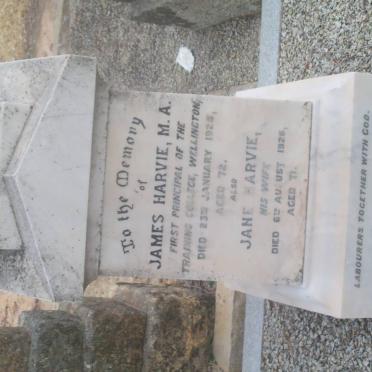 To the Memory
of
JAMES HARVIE, M.A.
FIRST PRINCIPAL OF THE
TRAINING COLLEGE, WELLINGTON,
DIED 23RD JANUARY 1925,
AGED 72.
ALSO
JANE HARVIE,
HIS WIFE
DIED 6TH AUGUST 1926,
AGED 71.
LABOURERS TOGETHER WITH GOD.